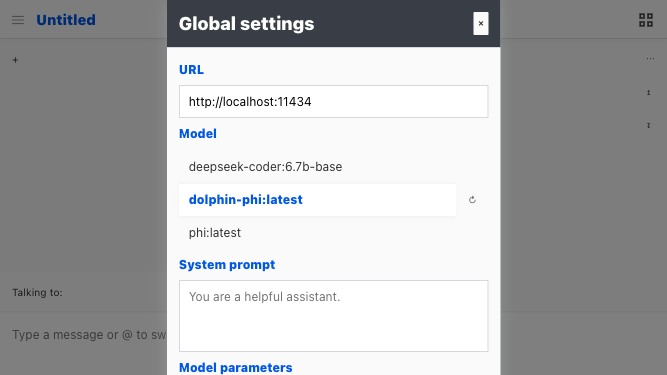 Untitled
Global settings
×
+
...
URL
http://localhost:11434
Model
deepseek-coder:6.7b-base
dolphin-phi:latest
phi:latest
System prompt
You are a helpful assistant.
Talking to:
Type a message or @ to sw
Model parameters